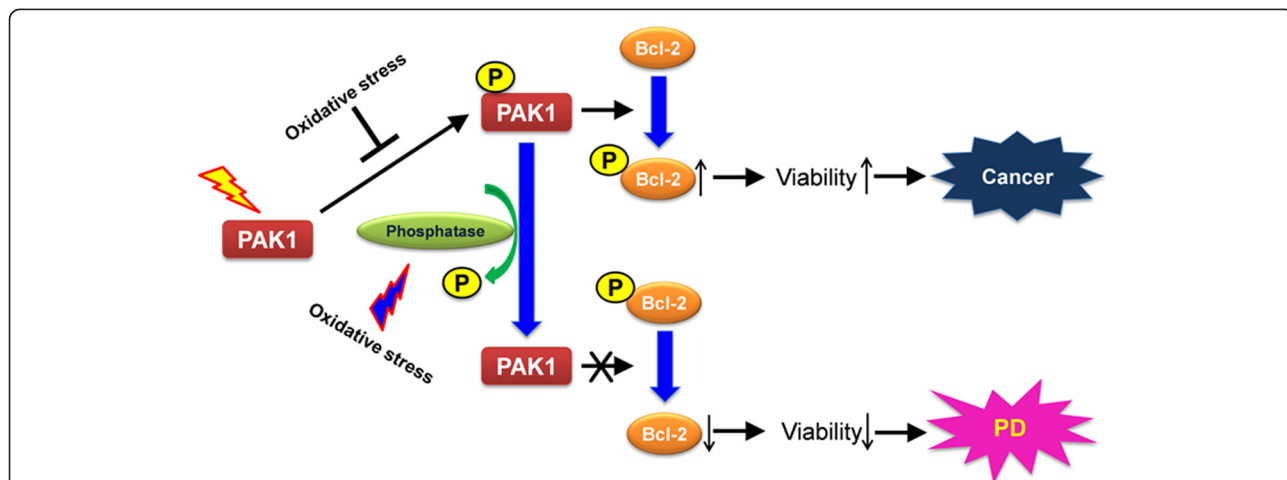 Bcl-2
Oxidative stress
P
PAK1
P
Bcl-2
Viability
Cancer
PAK1
Phosphatase
P
P
Bcl-2
Oxidative stress
PAK1
Bcl-2
Viability
PD